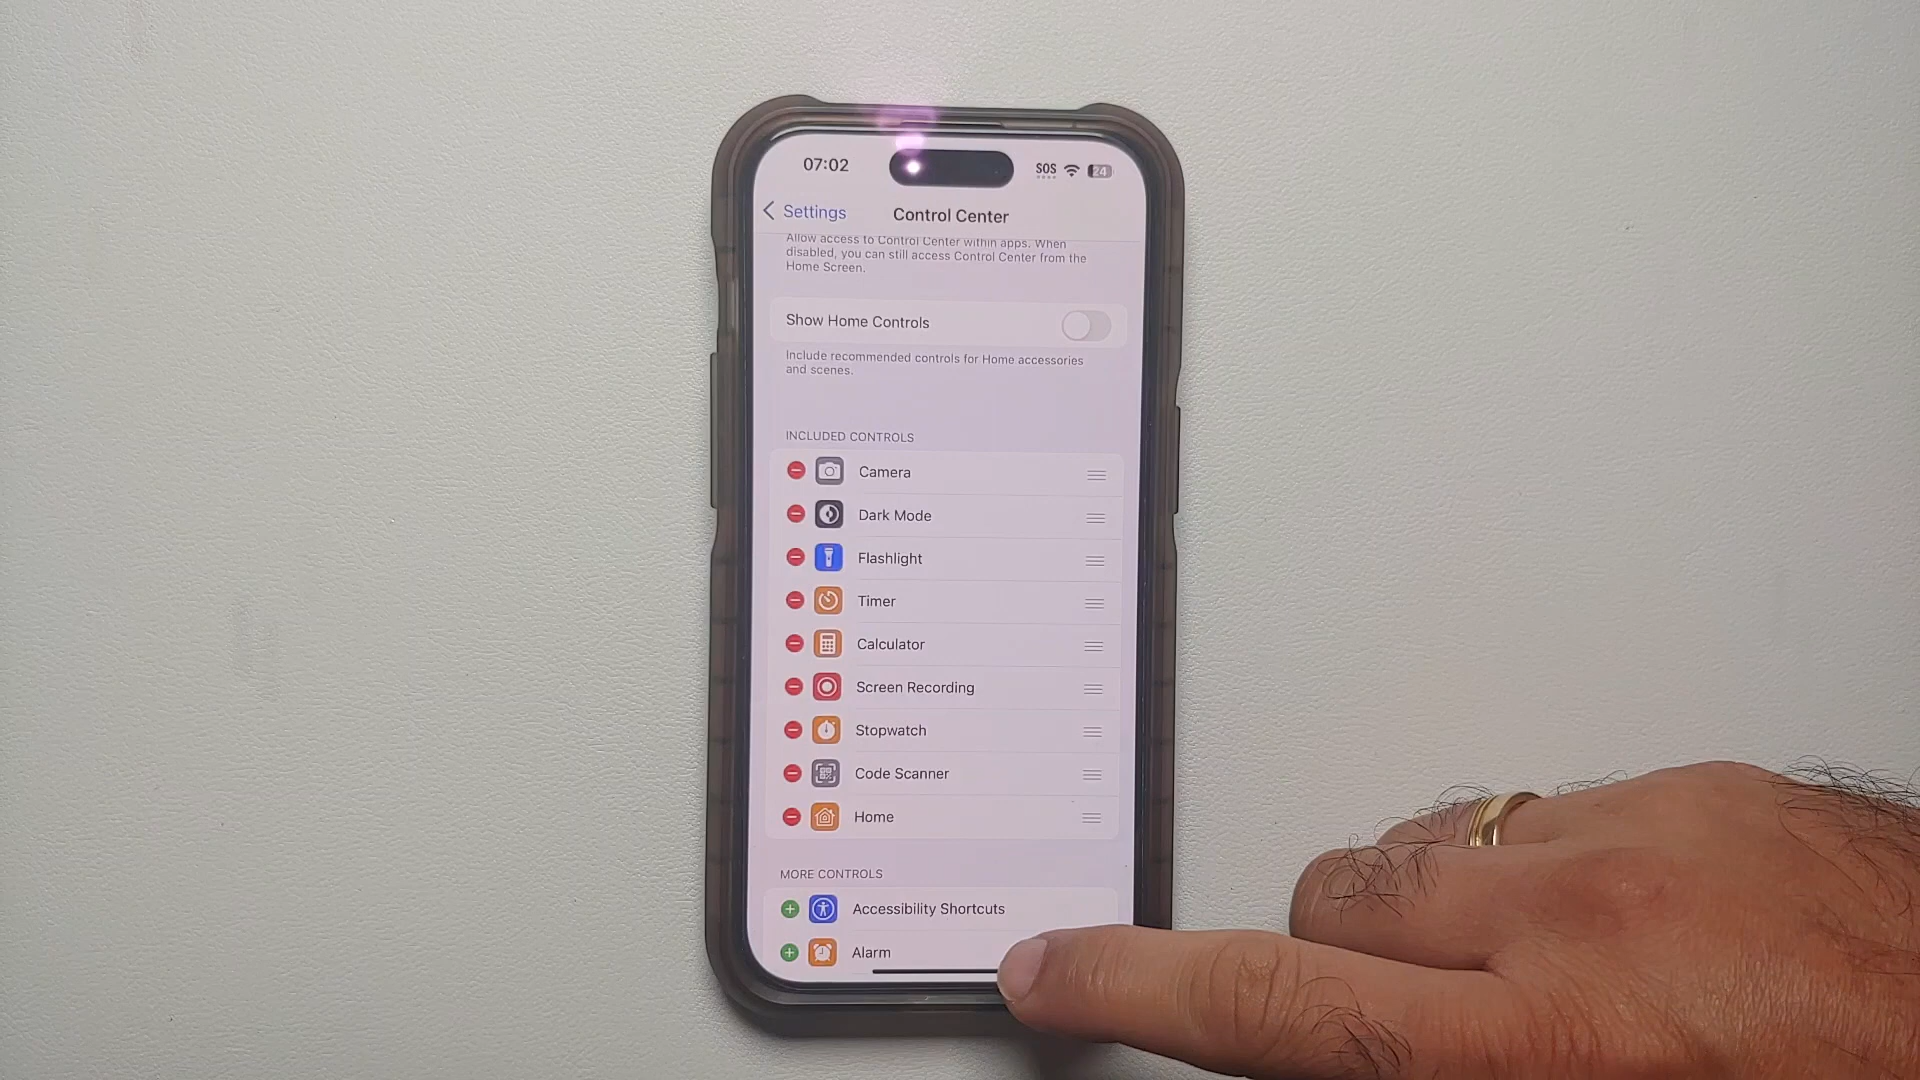 07:02
SOS
24
Settings
Control Center
Allow access to Control Center within apps. When
disabled, you can still access Control Center from the
Home Screen.
Show Home Controls
Include recommended controls for Home accessories
and scenes.
INCLUDED CONTROLS
Camera
Dark Mode
Flashlight
Timer
Calculator
Screen Recording
Stopwatch
Code Scanner
Home
MORE CONTROLS
Accessibility Shortcuts
Alarm